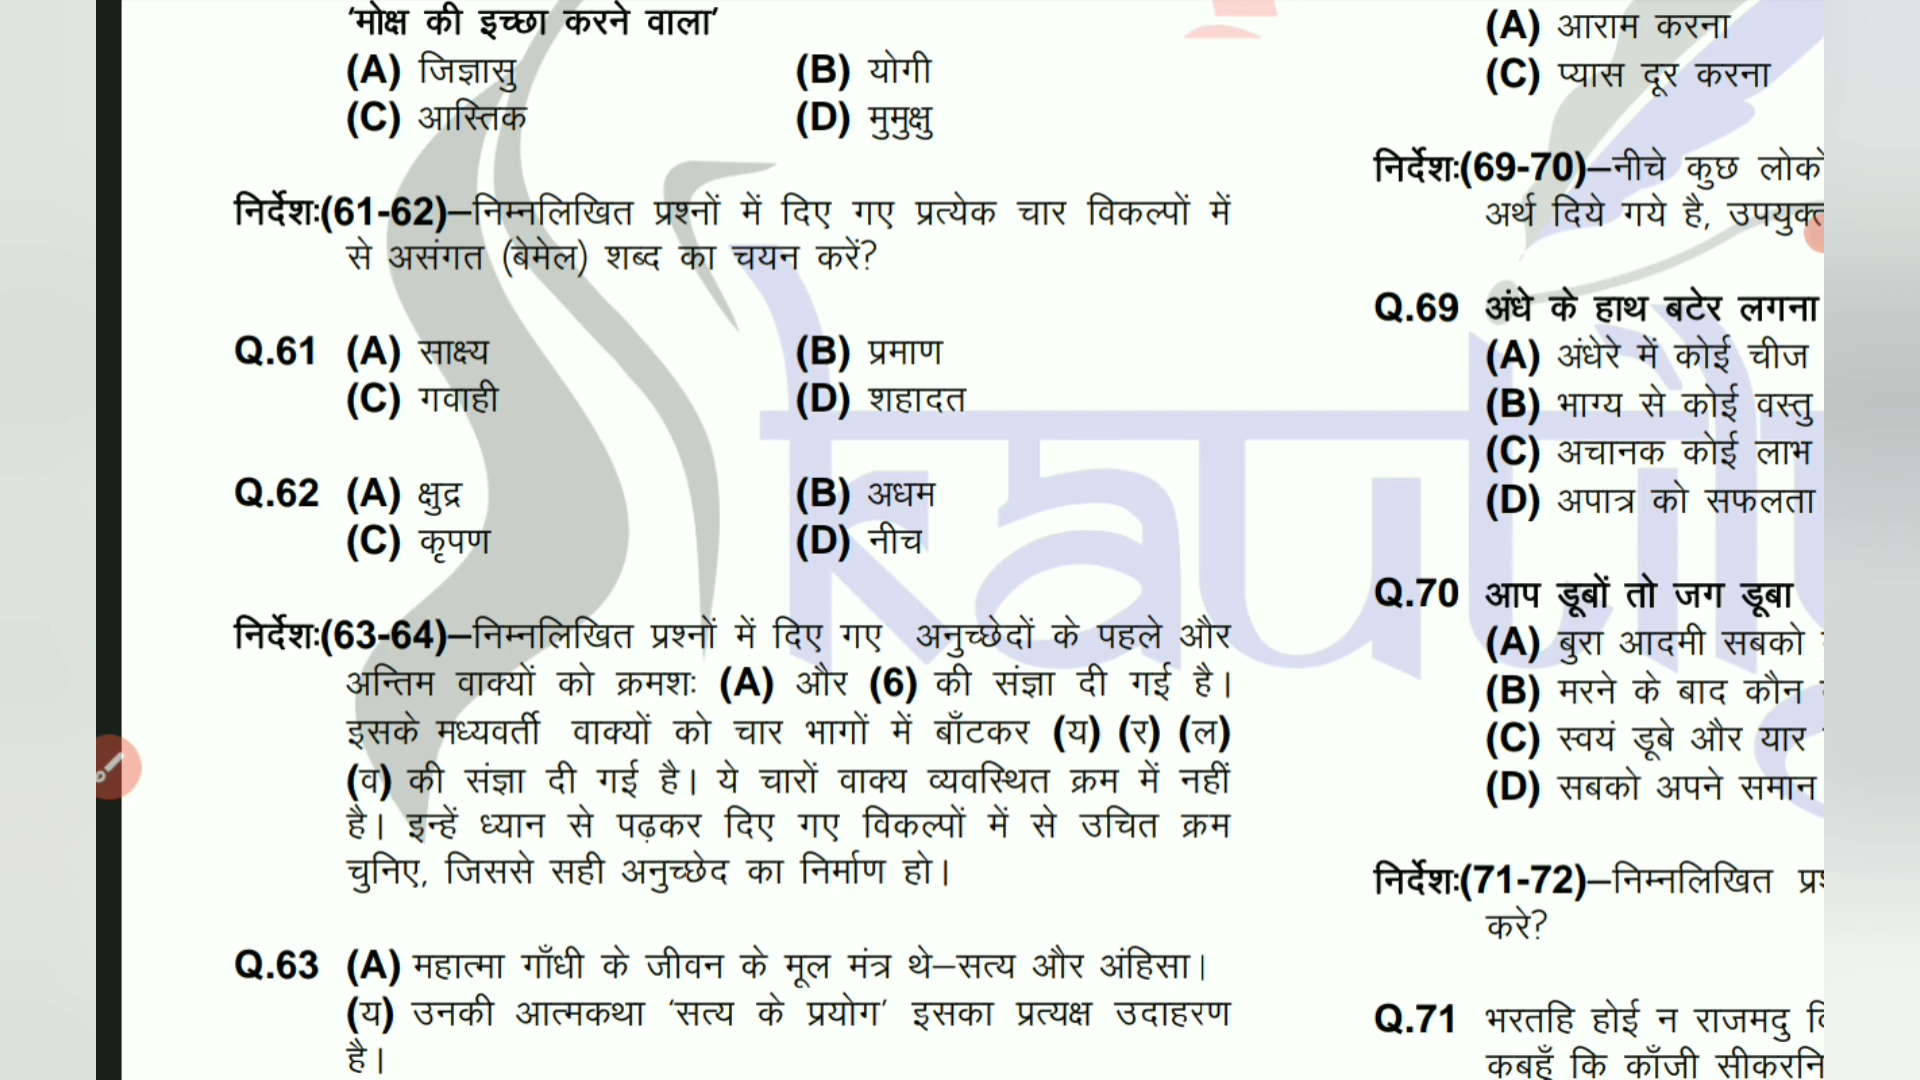 'मोक्ष की इच्छा करने वाला'
(A) जिज्ञासु (B) योगी
(C) आस्तिक (D) मुमुक्षु
निर्देशः(61-62)–निम्नलिखित प्रश्नों में दिए गए प्रत्येक चार विकल्पों में
से असंगत (बेमेल) शब्द का चयन करें?
Q.61 (A) साक्ष्य (B) प्रमाण
(C) गवाही (D) शहादत
Q.62 (A) क्षुद्र (B) अधम
(C) कृपण (D) नीच
निर्देशः(63-64)–निम्नलिखित प्रश्नों में दिए गए अनुच्छेदों के पहले और
अन्तिम वाक्यों को क्रमशः (A) और (6) की संज्ञा दी गई है।
इसके मध्यवर्ती वाक्यों को चार भागों में बाँटकर (य) (र) (ल)
(व) की संज्ञा दी गई है। ये चारों वाक्य व्यवस्थित क्रम में नहीं
है। इन्हें ध्यान से पढ़कर दिए गए विकल्पों में से उचित क्रम
चुनिए, जिससे सही अनुच्छेद का निर्माण हो।
Q.63 (A) महात्मा गाँधी के जीवन के मूल मंत्र थे–सत्य और अंहिसा।
(य) उनकी आत्मकथा 'सत्य के प्रयोग' इसका प्रत्यक्ष उदाहरण
है।
(A) आराम करना
(C) प्यास दूर करना
निर्देशः(69-70)–नीचे कुछ
अर्थ दिये गये है,
Q.69 अंधे के हाथ बटेर लगना
(A) अंधेरे में कोई चीज
(B) भाग्य से कोई वस्तु
(C) अचानक कोई लाभ
(D) अपात्र को सफलता
Q.70 आप डूबों तो जग डूबा
(A) बुरा आदमी सबको
(B) मरने के बाद कौन
(C) स्वयं डूबे और यार
(D) सबको अपने समान
निर्देशः(71-72)–निम्नलिखित
करे?
Q.71 भरतहि होई न राजमदु
कबहुँ कि काँजी
kautily